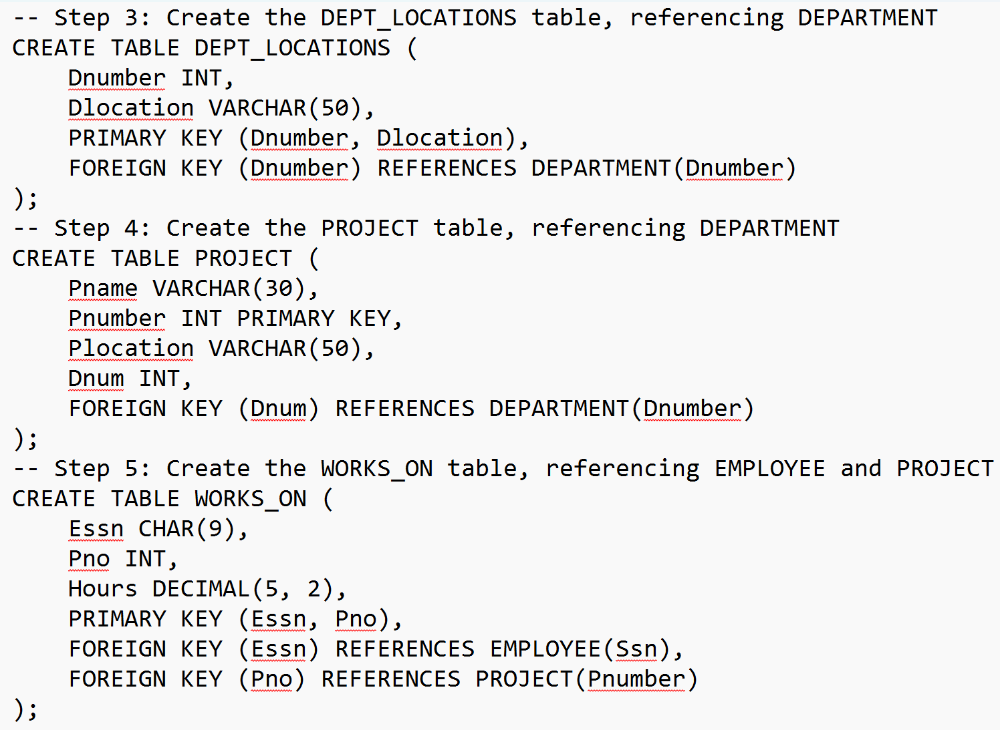 -- Step 3: Create the DEPT_LOCATIONS table, referencing DEPARTMENT
CREATE TABLE DEPT_LOCATIONS (
    Dnumber INT,
    Dlocation VARCHAR(50),
    PRIMARY KEY (Dnumber, Dlocation),
    FOREIGN KEY (Dnumber) REFERENCES DEPARTMENT(Dnumber)
);
-- Step 4: Create the PROJECT table, referencing DEPARTMENT
CREATE TABLE PROJECT (
    Pname VARCHAR(30),
    Pnumber INT PRIMARY KEY,
    Plocation VARCHAR(50),
    Dnum INT,
    FOREIGN KEY (Dnum) REFERENCES DEPARTMENT(Dnumber)
);
-- Step 5: Create the WORKS_ON table, referencing EMPLOYEE and PROJECT
CREATE TABLE WORKS_ON (
    Essn CHAR(9),
    Pno INT,
    Hours DECIMAL(5, 2),
    PRIMARY KEY (Essn, Pno),
    FOREIGN KEY (Essn) REFERENCES EMPLOYEE(Ssn),
    FOREIGN KEY (Pno) REFERENCES PROJECT(Pnumber)
);